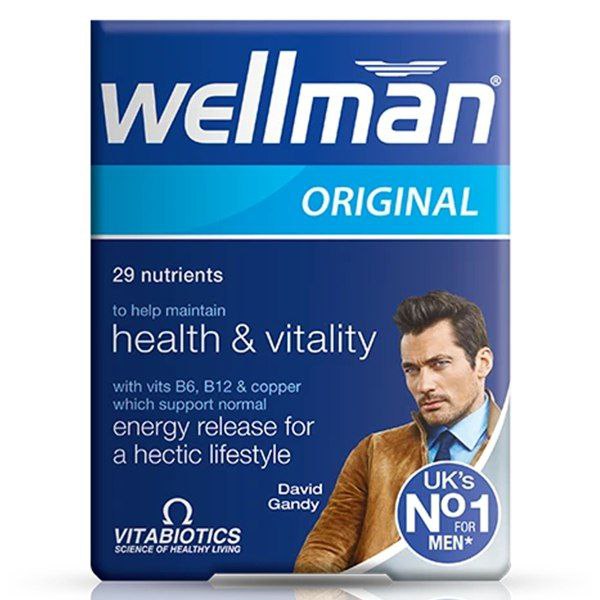 wellman®
ORIGINAL
29 nutrients
to help maintain
health & vitality
with vits B6, B12 & copper
which support normal
energy release for
a hectic lifestyle
David
Gandy
VITABIOTICS
SCIENCE OF HEALTHY LIVING
UK's
No1
FOR
MEN*